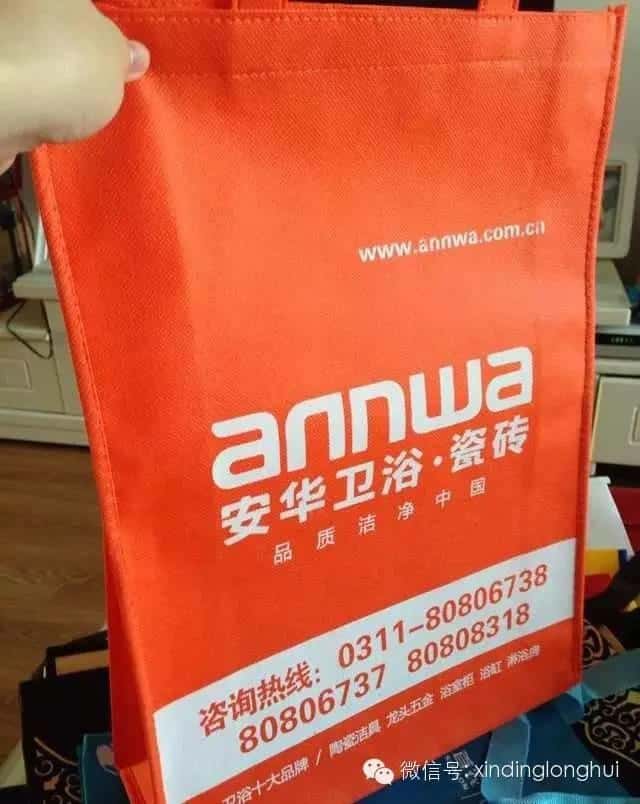 www.annwa.com.cn
annwa
安华卫浴·瓷砖
品质洁净中国
咨询热线：0311-80806738
80806737 80808318
卫浴十大品牌 / 陶瓷洁具 龙头五金 浴室柜 浴缸 淋浴房
微信号: xindinglonghui